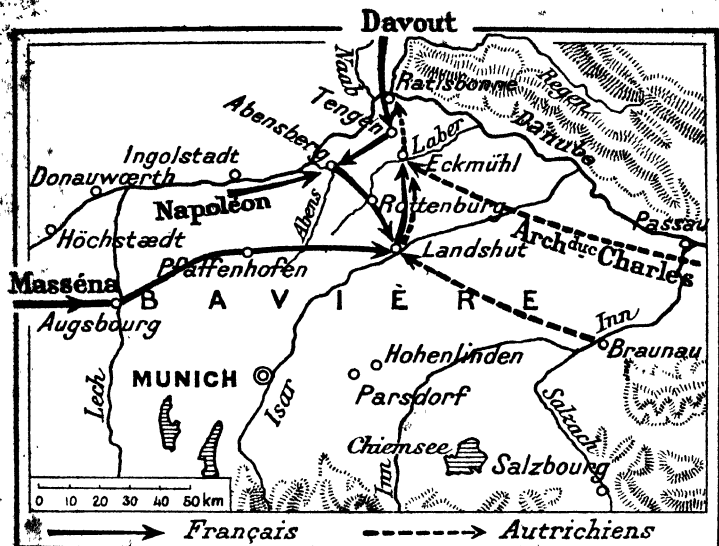 Davout
Naab
Ratisbonne
Regen
Tengen
Abensberg
Laber
Danube
Ingolstadt
Eckmühl
Donauwœrth
Napoléon
Abens
Rottenburg
Passau
Höchstædt
Archduc Charles
Landshut
Pfaffenhofen
Masséna
BAVIÈRE
Augsbourg
Inn
Braunau
Hohenlinden
MUNICH
Isar
Parsdorf
Lech
Salzach
Chiemsee
Inn
Salzbourg
0 10 20 30 40 50 km
Français
Autrichiens